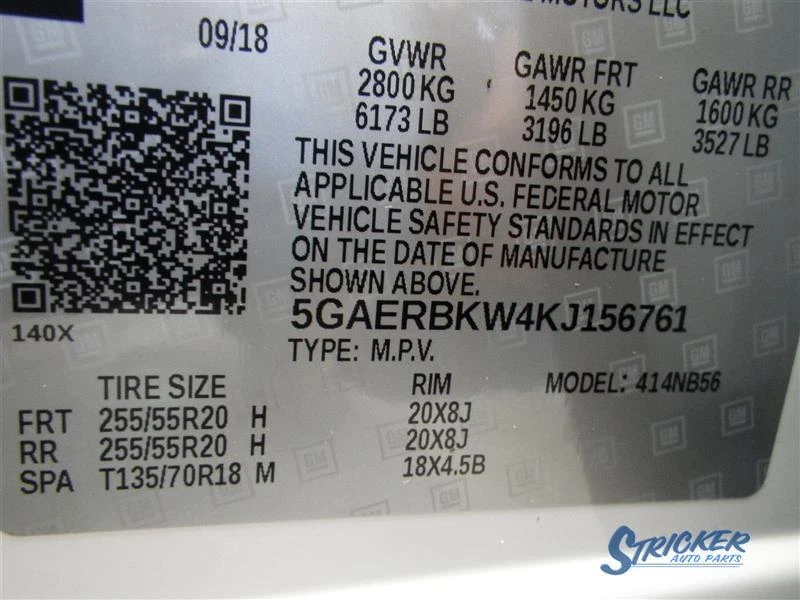 MOTORS LLC
09/18
GVWR
2800 KG
6173 LB
GAWR FRT
1450 KG
3196 LB
GAWR RR
1600 KG
3527 LB
THIS VEHICLE CONFORMS TO ALL
APPLICABLE U.S. FEDERAL MOTOR
VEHICLE SAFETY STANDARDS IN EFFECT
ON THE DATE OF MANUFACTURE
SHOWN ABOVE.
5GAERBKW4KJ156761
140X
TYPE: M.P.V.
TIRE SIZE RIM MODEL: 414NB56
FRT 255/55R20 H 20X8J
RR 255/55R20 H 20X8J
SPA T135/70R18 M 18X4.5B
GM
STRICKER
AUTO PARTS